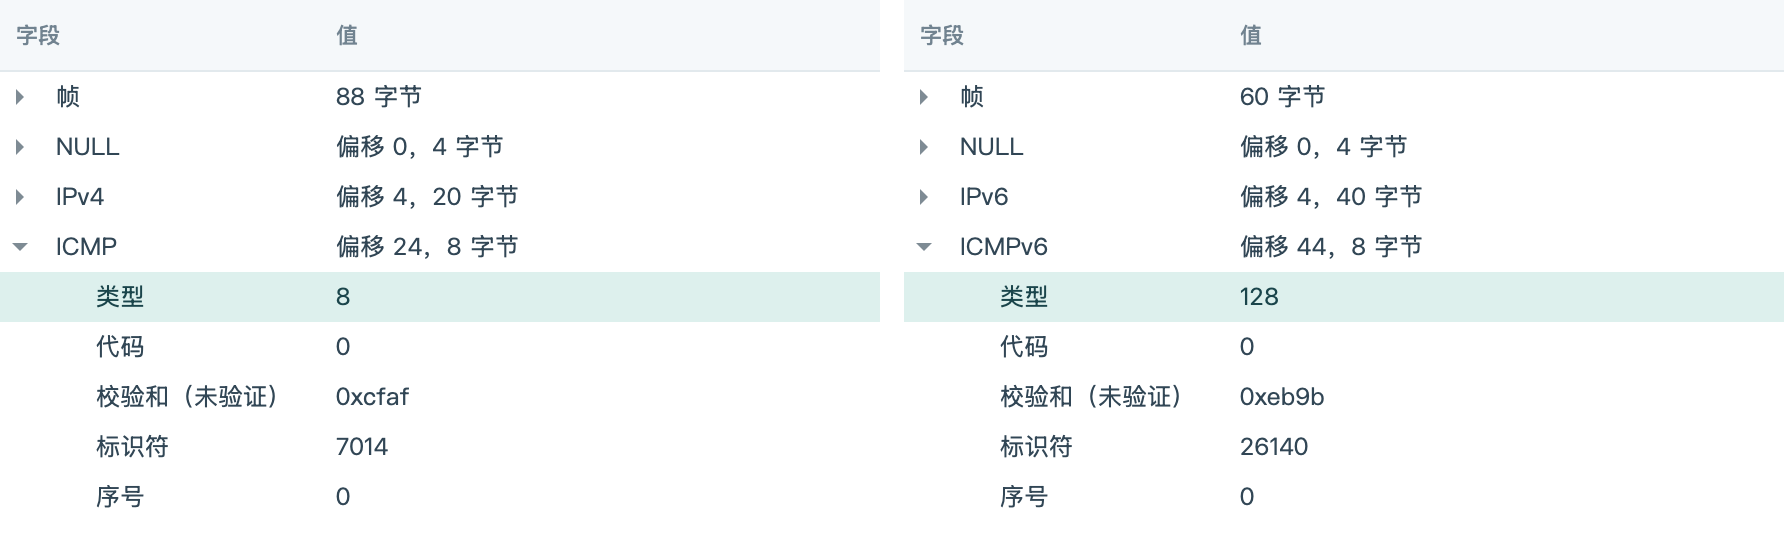 字段 值
帧 88 字节
NULL 偏移 0，4 字节
IPv4 偏移 4，20 字节
ICMP 偏移 24，8 字节
类型 8
代码 0
校验和（未验证） 0xcfaf
标识符 7014
序号 0
字段 值
帧 60 字节
NULL 偏移 0，4 字节
IPv6 偏移 4，40 字节
ICMPv6 偏移 44，8 字节
类型 128
代码 0
校验和（未验证） 0xeb9b
标识符 26140
序号 0